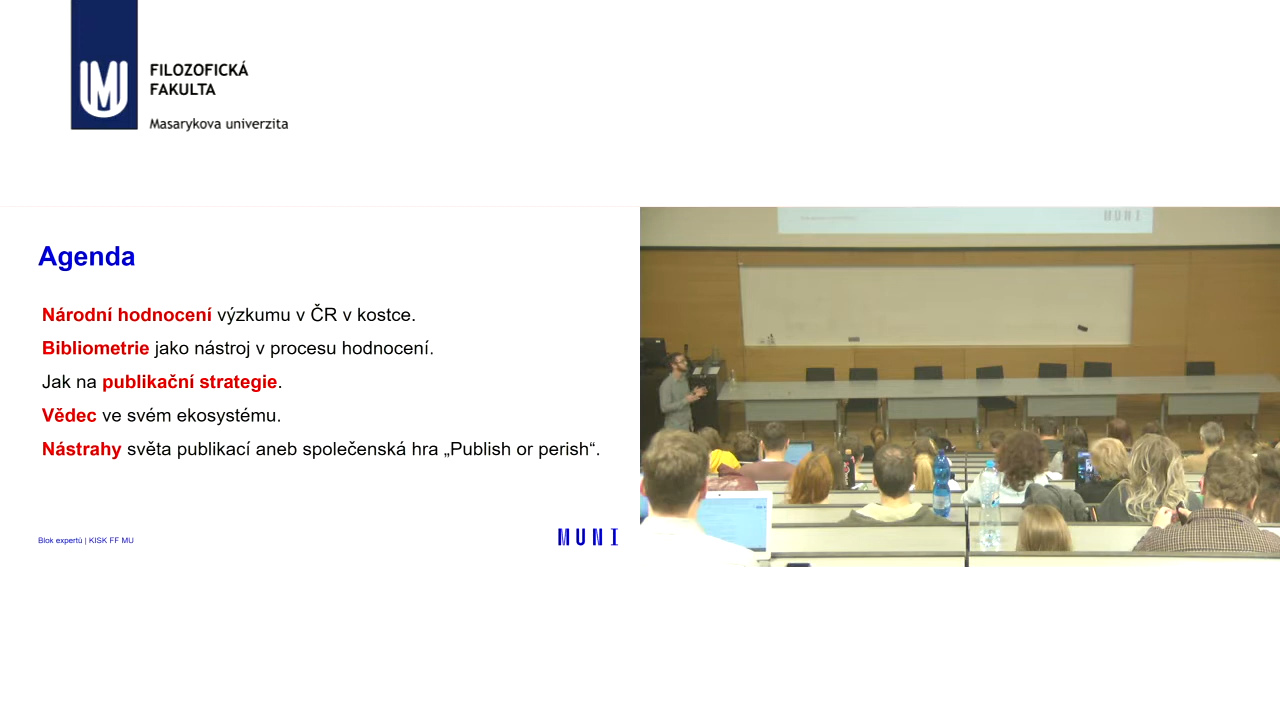 FILOZOFICKÁ
FAKULTA
Masarykova univerzita
Agenda
Národní hodnocení výzkumu v ČR v kostce.
Bibliometrie jako nástroj v procesu hodnocení.
Jak na publikační strategie.
Vědec ve svém ekosystému.
Nástrahy světa publikací aneb společenská hra „Publish or perish“.
Blok expertů | KISK FF MU
MUNI
MUNI